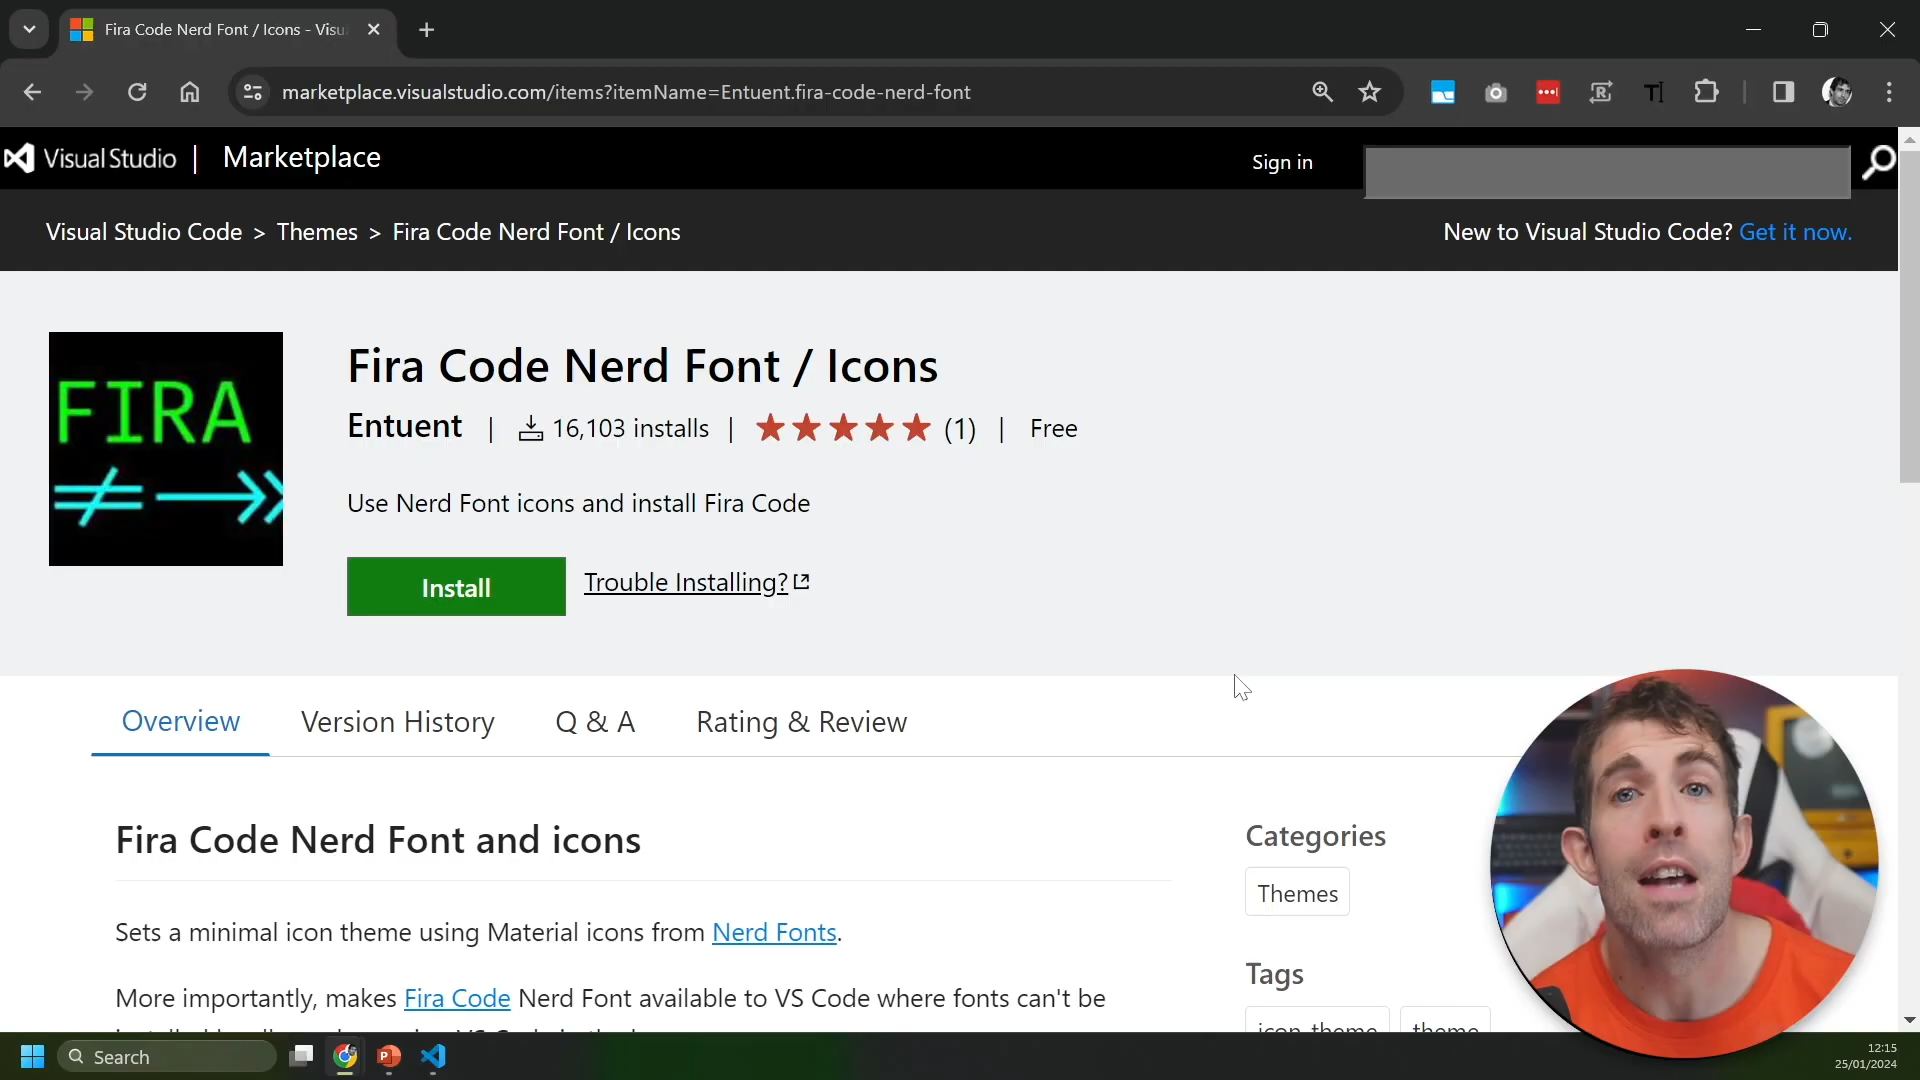 Fira Code Nerd Font / Icons - Visu
marketplace.visualstudio.com/items?itemName=Entuent.fira-code-nerd-font
Visual Studio | Marketplace
Sign in
Visual Studio Code > Themes > Fira Code Nerd Font / Icons
New to Visual Studio Code? Get it now.
FIRA
Fira Code Nerd Font / Icons
Entuent | 16,103 installs | (1) | Free
Use Nerd Font icons and install Fira Code
Install
Trouble Installing?
Overview
Version History
Q & A
Rating & Review
Fira Code Nerd Font and icons
Sets a minimal icon theme using Material icons from Nerd Fonts.
More importantly, makes Fira Code Nerd Font available to VS Code where fonts can't be
Categories
Themes
Tags
icon-theme
theme
Search
12:15
25/01/2024